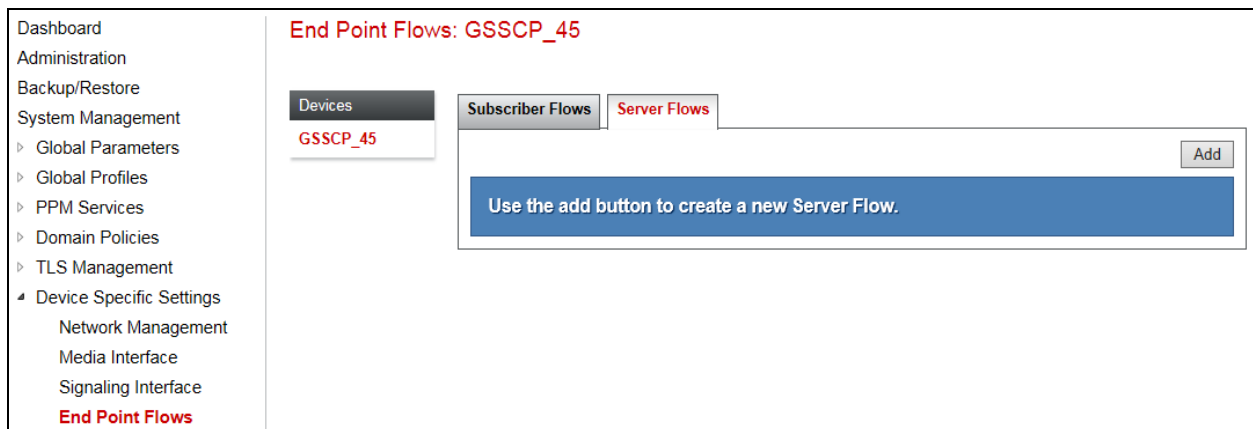 Dashboard
Administration
Backup/Restore
System Management
Global Parameters
Global Profiles
PPM Services
Domain Policies
TLS Management
Device Specific Settings
Network Management
Media Interface
Signaling Interface
End Point Flows
End Point Flows: GSSCP_45
Devices
GSSCP_45
Subscriber Flows
Server Flows
Add
Use the add button to create a new Server Flow.